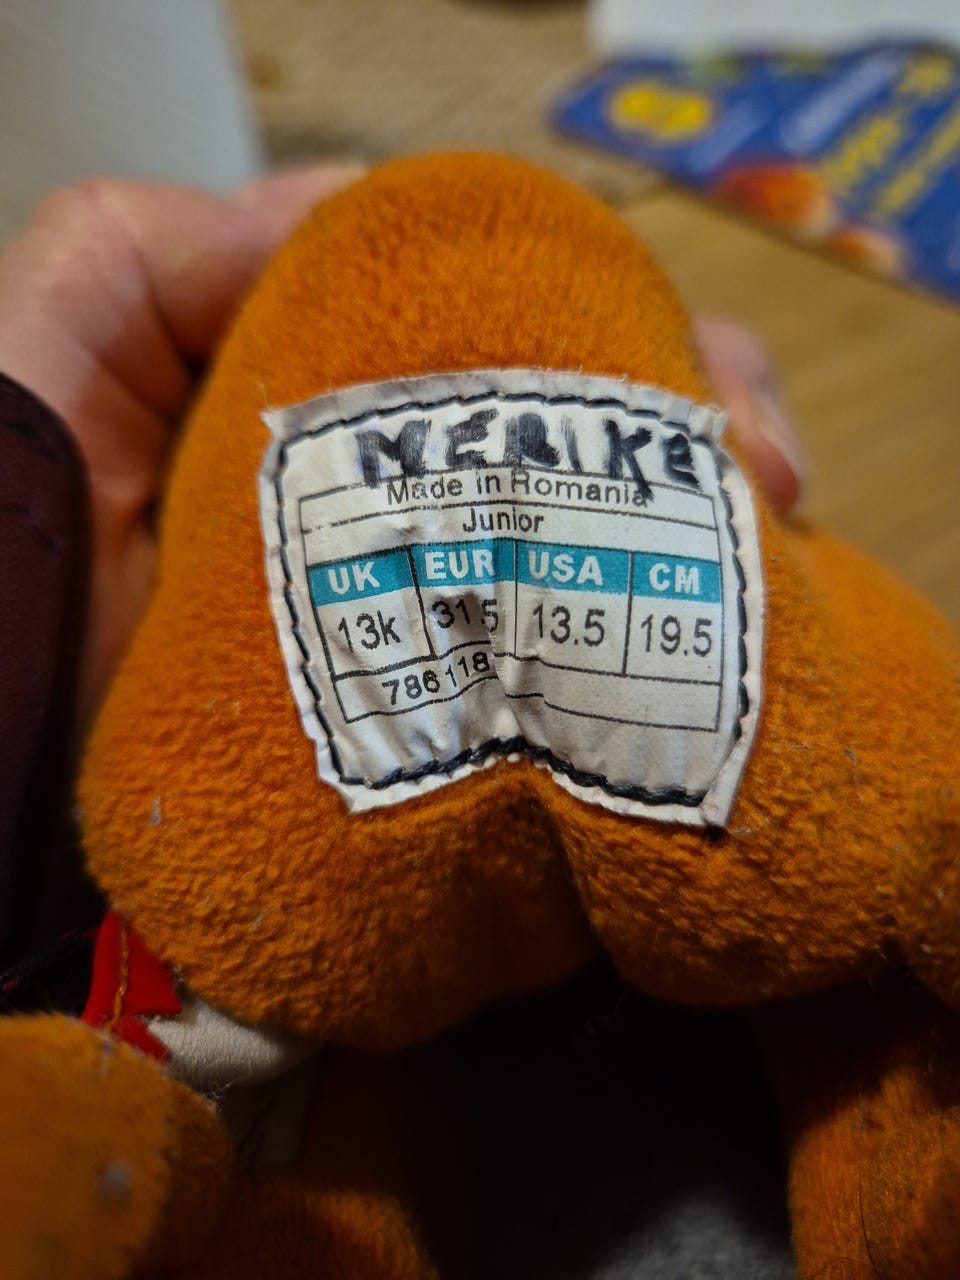 MERIKE
Made in Romania
Junior
UK EUR USA CM
13k 31.5 13.5 19.5
786118